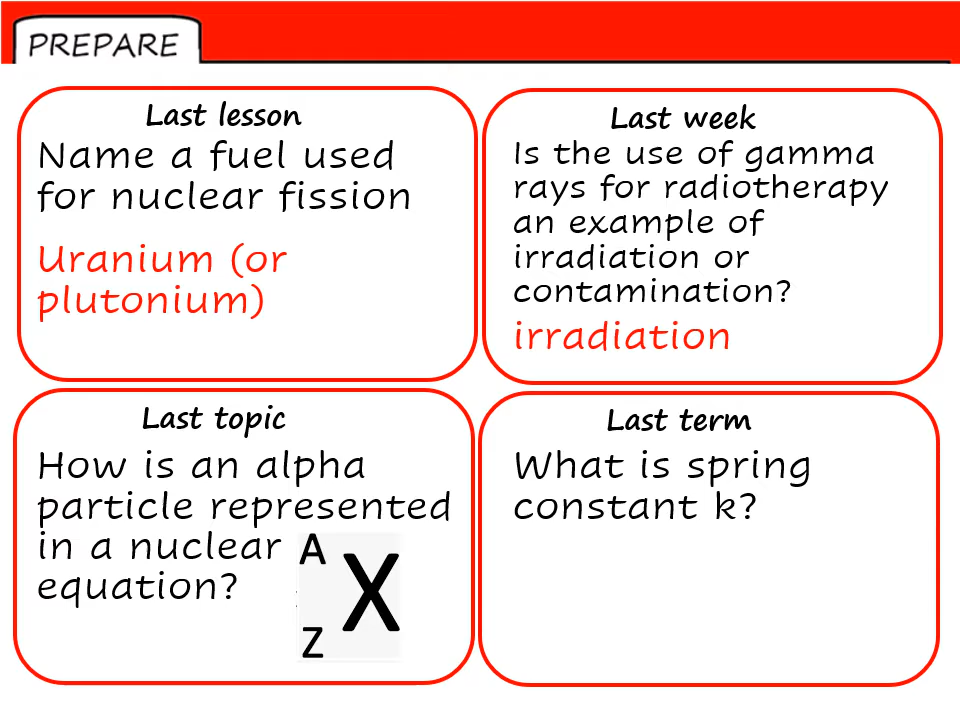 PREPARE
Last lesson
Name a fuel used
for nuclear fission
Uranium (or
plutonium)
Last week
Is the use of gamma
rays for radiotherapy
an example of
irradiation or
contamination?
irradiation
Last topic
How is an alpha
particle represented
in a nuclear
equation?
A
X
Z
Last term
What is spring
constant k?